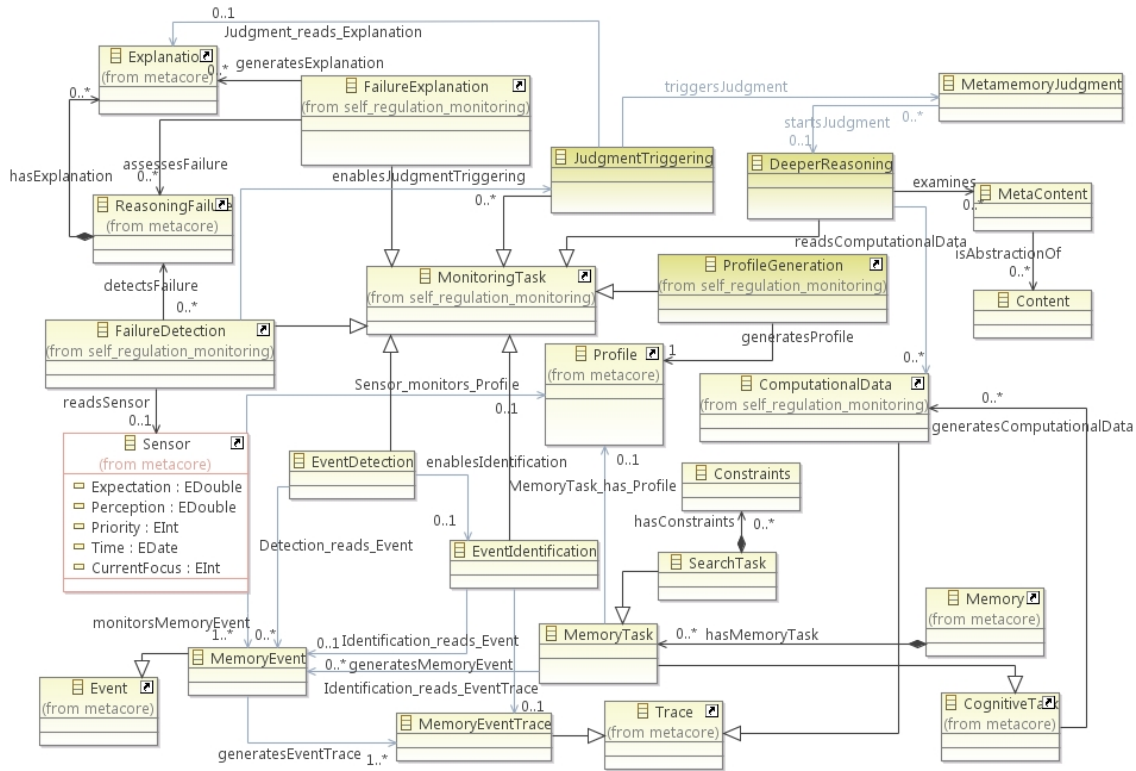 0..1
Judgment_reads_Explanation
Explanation
(from metacore)
0..*
generatesExplanation
FailureExplanation
(from self_regulation_monitoring)
triggersJudgment
0..*
MetamemoryJudgment
0..*
startsJudgment
0..1
0..*
hasExplanation
assessesFailure
0..*
enablesJudgmentTriggering
JudgmentTriggering
0..*
DeeperReasoning
examines
0..*
MetaContent
ReasoningFailure
(from metacore)
readsComputationalData
isAbstractionOf
0..*
detectsFailure
0..*
MonitoringTask
(from self_regulation_monitoring)
ProfileGeneration
(from self_regulation_monitoring)
Content
FailureDetection
(from self_regulation_monitoring)
generatesProfile
1
Profile
(from metacore)
0..*
ComputationalData
(from self_regulation_monitoring)
0..*
generatesComputationalData
Sensor_monitors_Profile
0..1
readsSensor
0..1
Sensor
(from metacore)
Expectation : EDouble
Perception : EDouble
Priority : EInt
Time : EDate
CurrentFocus : EInt
EventDetection
enablesIdentification
0..1
0..1
MemoryTask_has_Profile
Constraints
hasConstraints
0..*
Detection_reads_Event
EventIdentification
SearchTask
monitorsMemoryEvent
1..*
0..*
0..1
Identification_reads_Event
MemoryTask
0..*
hasMemoryTask
Memory
(from metacore)
MemoryEvent
0..*
generatesMemoryEvent
Identification_reads_EventTrace
0..1
Event
(from metacore)
MemoryEventTrace
Trace
(from metacore)
CognitiveTa
(from metacore)
generatesEventTrace
1..*